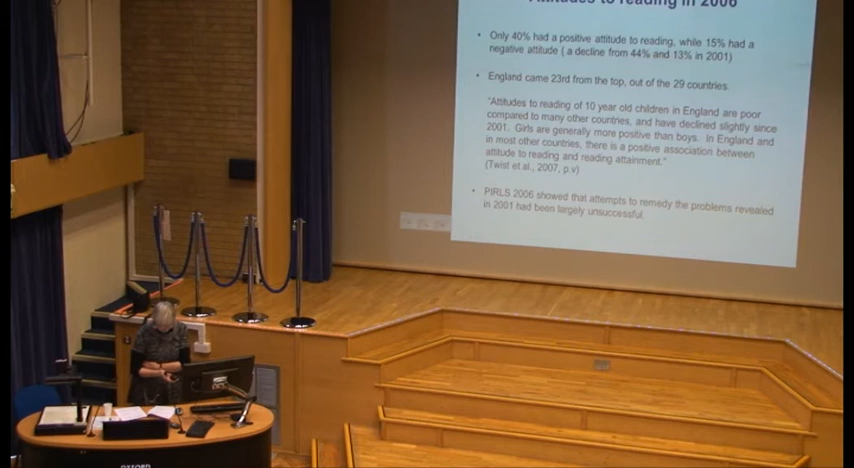 Attitudes to reading in 2006
• Only 40% had a positive attitude to reading, while 15% had a
negative attitude ( a decline from 44% and 13% in 2001)
• England came 23rd from the top, out of the 29 countries.
"Attitudes to reading of 10 year old children in England are poor
compared to many other countries, and have declined slightly since
2001. Girls are generally more positive than boys. In England and
in most other countries, there is a positive association between
attitude to reading and reading attainment."
(Twist et al., 2007, p.v)
• PIRLS 2006 showed that attempts to remedy the problems revealed
in 2001 had been largely unsuccessful.
OXFORD